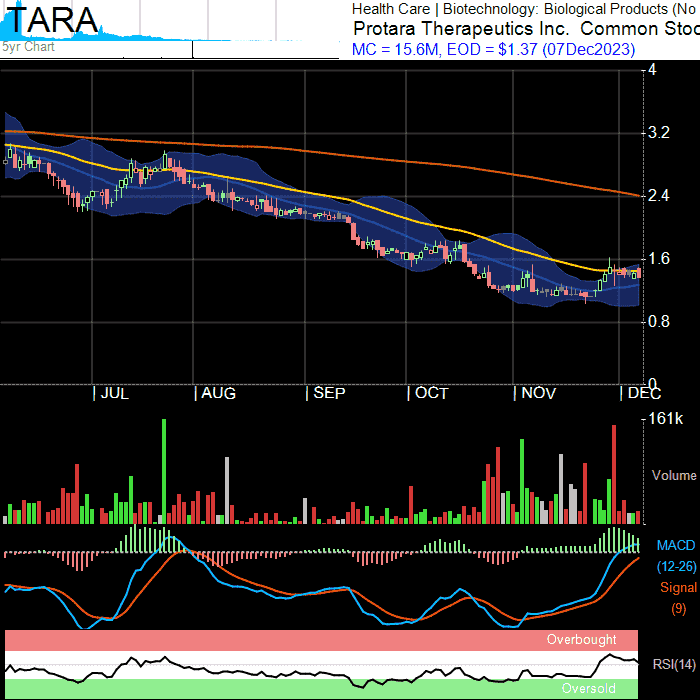 TARA
5yr Chart
Health Care | Biotechnology: Biological Products (No
Protara Therapeutics Inc. Common Stoc
MC = 15.6M, EOD = $1.37 (07Dec2023)
4
3.2
2.4
1.6
0.8
0
| JUL | AUG | SEP | OCT | NOV | DEC
161k
Volume
MACD
(12-26)
Signal
(9)
Overbought
RSI(14)
Oversold